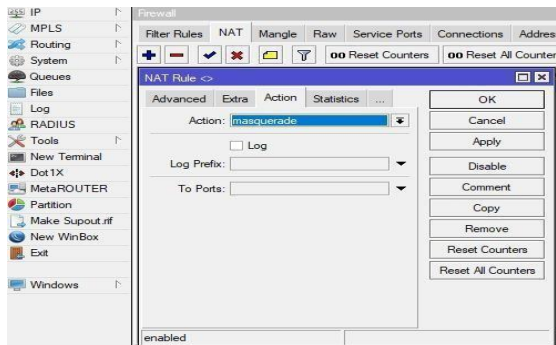 IP
MPLS
Routing
System
Queues
Files
Log
RADIUS
Tools
New Terminal
Dot1X
MetaROUTER
Partition
Make Supout.rif
New WinBox
Exit
Windows
Firewall
Filter Rules NAT Mangle Raw Service Ports Connections Addres
00 Reset Counters 00 Reset All Counter
NAT Rule <>
Advanced Extra Action Statistics ...
Action: masquerade
Log
Log Prefix:
To Ports:
OK
Cancel
Apply
Disable
Comment
Copy
Remove
Reset Counters
Reset All Counters
enabled